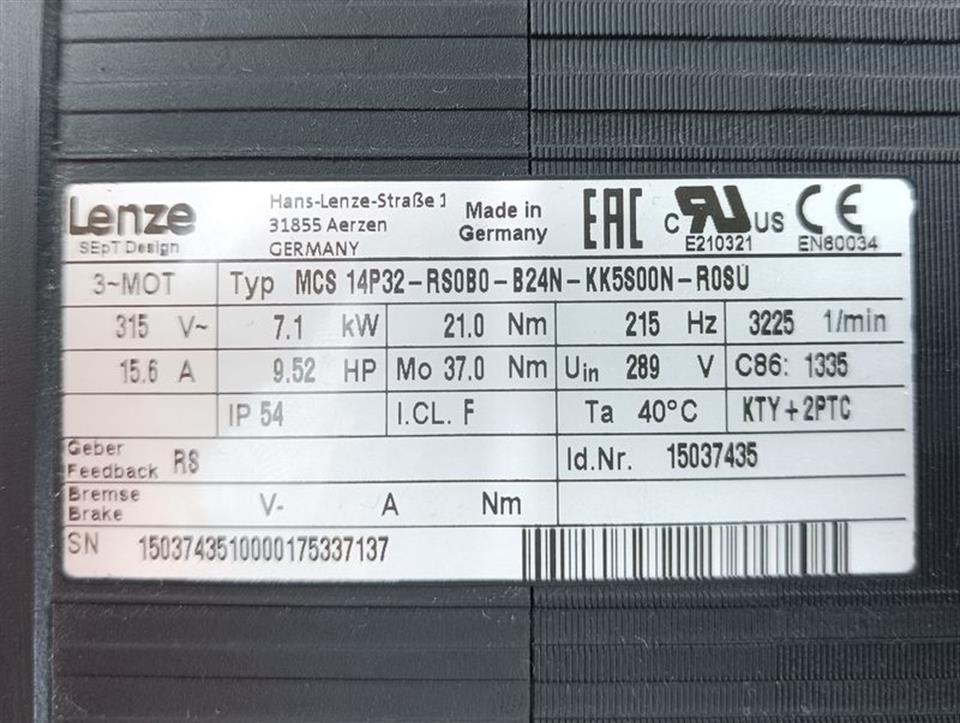 Lenze
SEpT Design
Hans-Lenze-Straße 1
31855 Aerzen
GERMANY
Made in
Germany
EAC
C RU US
E210321
CE
EN60034
3~MOT Typ MCS 14P32-RS0B0-B24N-KK5S00N-R0SU
315 V~ 7.1 kW 21.0 Nm 215 Hz 3225 1/min
15.6 A 9.52 HP Mo 37.0 Nm Uin 289 V C86: 1335
IP 54 I.CL. F Ta 40°C KTY+2PTC
Geber
Feedback RS
Id.Nr. 15037435
Bremse
Brake V- A Nm
SN 15037435100000175337137